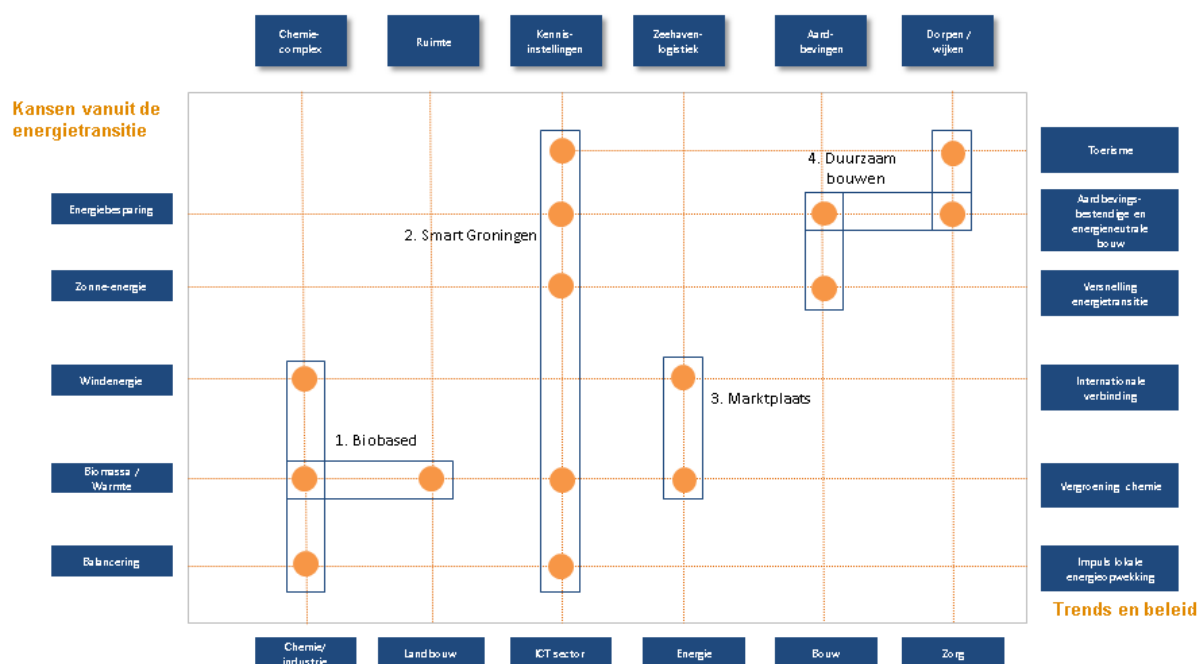 Chemie-
complex
Ruimte
Kennis-
instellingen
Zeehaven-
logistiek
Aard-
bevingen
Dorpen /
wijken
Kansen vanuit de
energietransitie
Toerisme
4. Duurzaam
bouwen
Energiebesparing
Aardbevings-
bestendige en
energieneutrale
bouw
2. Smart Groningen
Zonne-energie
Versnelling
energietransitie
Windenergie
Internationale
verbinding
3. Marktplaats
1. Biobased
Biomassa /
Warmte
Vergroening chemie
Balancering
Impuls lokale
energieopwekking
Trends en beleid
Chemie/
industrie
Landbouw
ICT sector
Energie
Bouw
Zorg